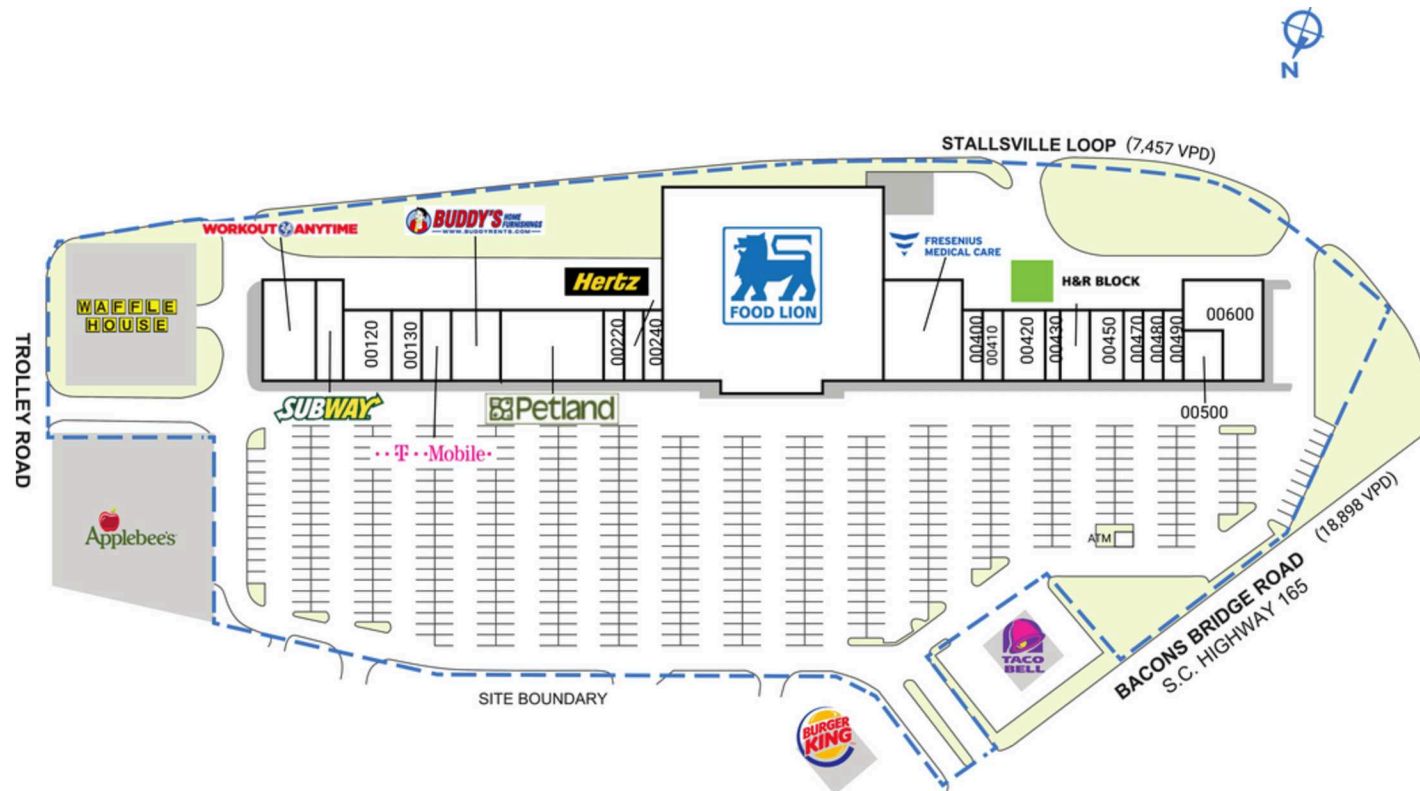 N
STALLSVILLE LOOP (7,457 VPD)
WORKOUT ANYTIME
BUDDY'S HOME FURNISHINGS
WWW.BUDDYRENTS.COM
Hertz
FOOD LION
FRESENIUS
MEDICAL CARE
H&R BLOCK
WAFFLE
HOUSE
TROLLEY ROAD
00120
00130
00220
00240
00400
00410
00420
00430
00450
00470
00480
00490
00600
00500
SUBWAY
Petland
T Mobile
Applebee's
ATM
TACO
BELL
BURGER
KING
SITE BOUNDARY
BACONS BRIDGE ROAD (18,898 VPD)
S.C. HIGHWAY 165